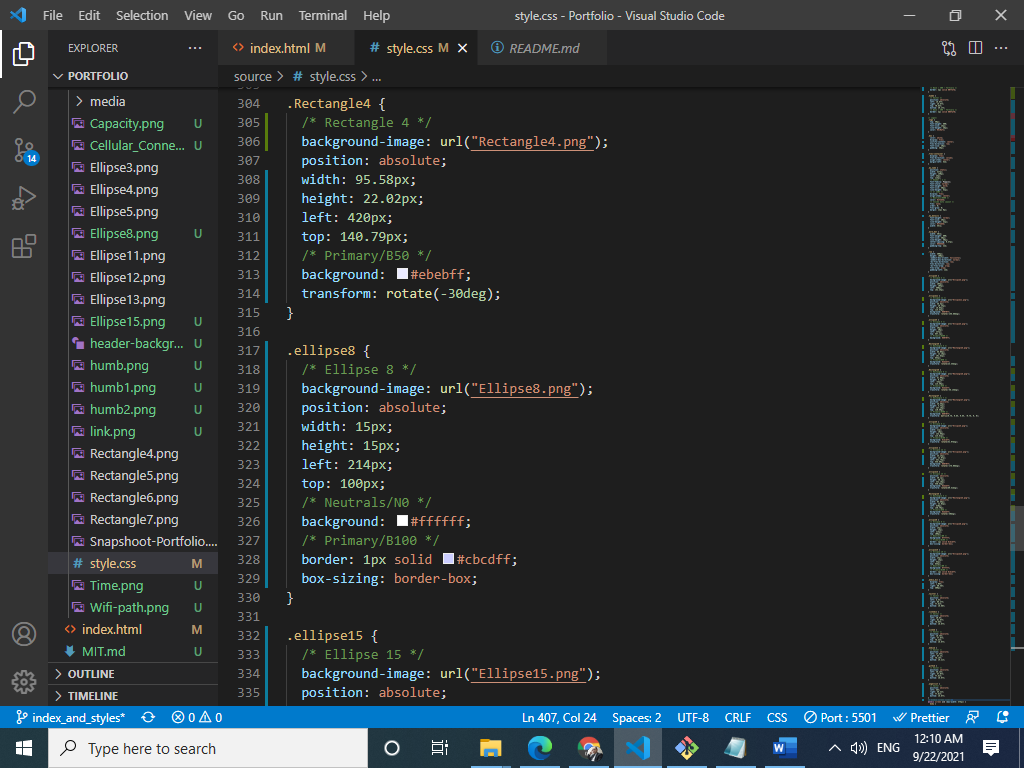 File Edit Selection View Go Run Terminal Help style.css - Portfolio - Visual Studio Code
EXPLORER ...
PORTFOLIO
media
Capacity.png U
Cellular_Conne... U
Ellipse3.png
Ellipse4.png
Ellipse5.png
Ellipse8.png U
Ellipse11.png
Ellipse12.png
Ellipse13.png
Ellipse15.png U
header-backgr... U
humb.png U
humb1.png U
humb2.png U
link.png U
Rectangle4.png
Rectangle5.png
Rectangle6.png
Rectangle7.png
Snapshoot-Portfolio....
# style.css M
Time.png U
Wifi-path.png U
<> index.html M
MIT.md U
OUTLINE
TIMELINE
14
<> index.html M # style.css M README.md ...
source > # style.css > ...
304 .Rectangle4 {
305 /* Rectangle 4 */
306 background-image: url("Rectangle4.png");
307 position: absolute;
308 width: 95.58px;
309 height: 22.02px;
310 left: 420px;
311 top: 140.79px;
312 /* Primary/B50 */
313 background: #ebebff;
314 transform: rotate(-30deg);
315 }
316
317 .ellipse8 {
318 /* Ellipse 8 */
319 background-image: url("Ellipse8.png");
320 position: absolute;
321 width: 15px;
322 height: 15px;
323 left: 214px;
324 top: 100px;
325 /* Neutrals/N0 */
326 background: #ffffff;
327 /* Primary/B100 */
328 border: 1px solid #cbcdff;
329 box-sizing: border-box;
330 }
331
332 .ellipse15 {
333 /* Ellipse 15 */
334 background-image: url("Ellipse15.png");
335 position: absolute;
index_and_styles* 0 0 Ln 407, Col 24 Spaces: 2 UTF-8 CRLF CSS Port : 5501 Prettier
Type here to search ENG 12:10 AM
9/22/2021